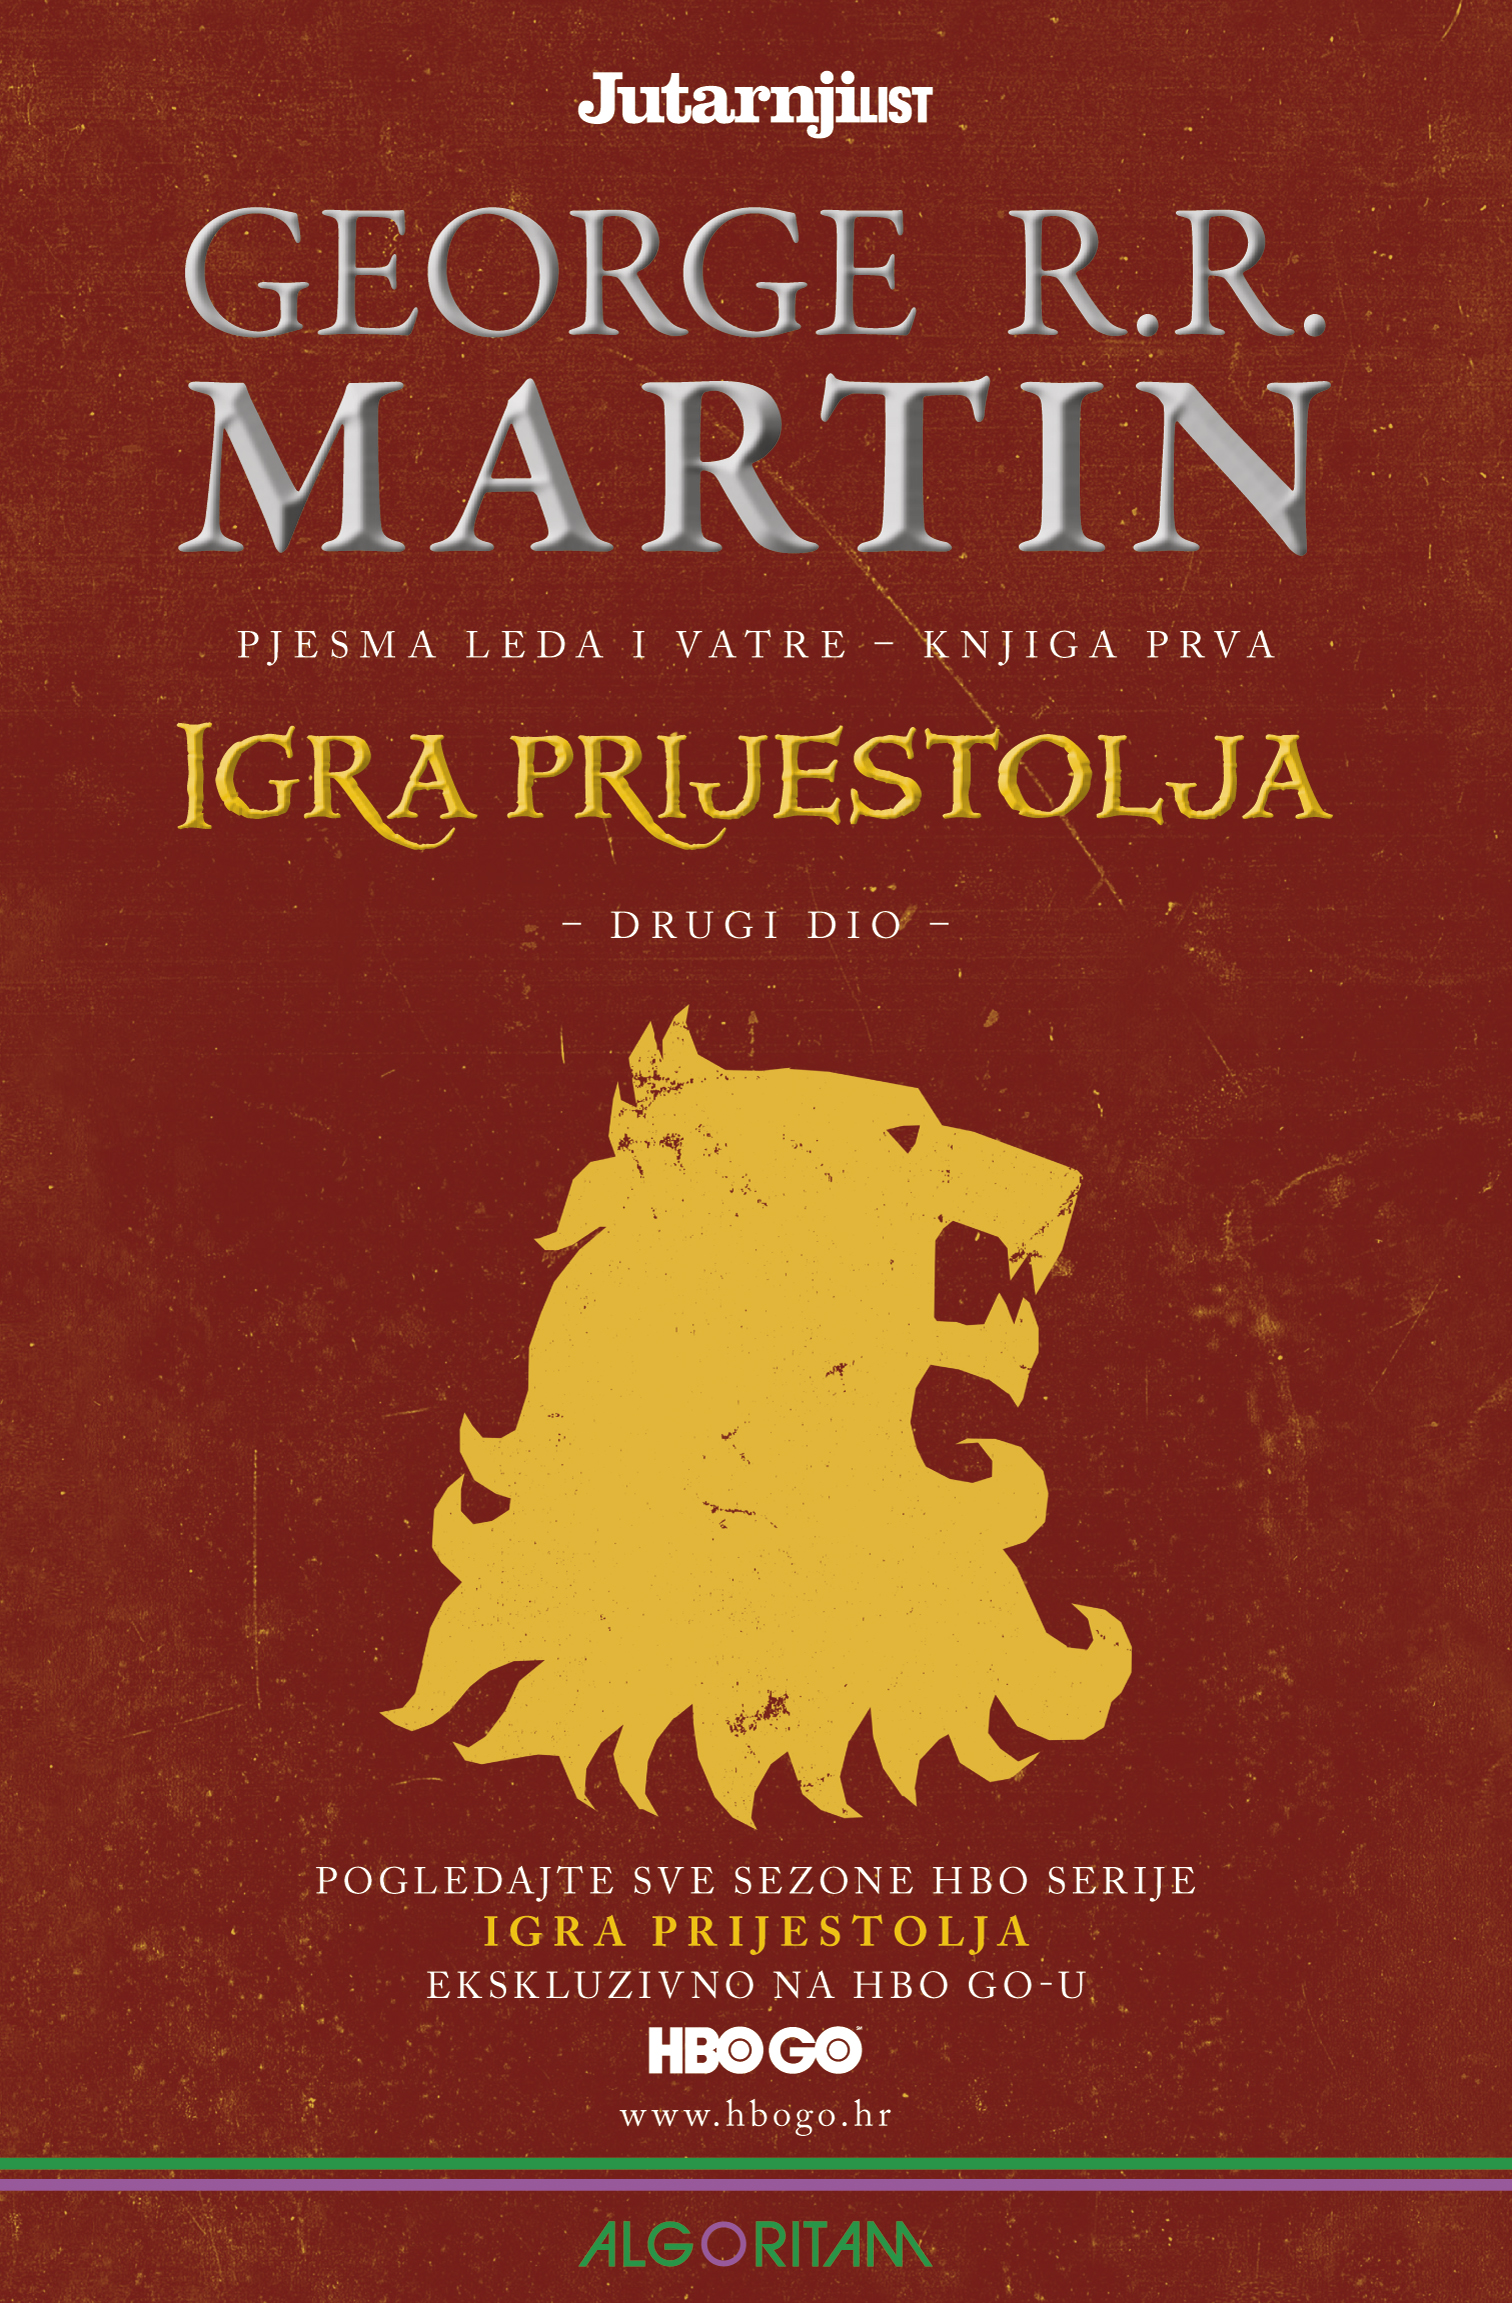 Jutarnji LIST
GEORGE R.R.
MARTIN
PJESMA LEDA I VATRE – KNJIGA PRVA
IGRA PRIJESTOLJA
– DRUGI DIO –
POGLEDAJTE SVE SEZONE HBO SERIJE
IGRA PRIJESTOLJA
EKSKLUZIVNO NA HBO GO-U
HBO GO
www.hbogo.hr
ALGORITAM